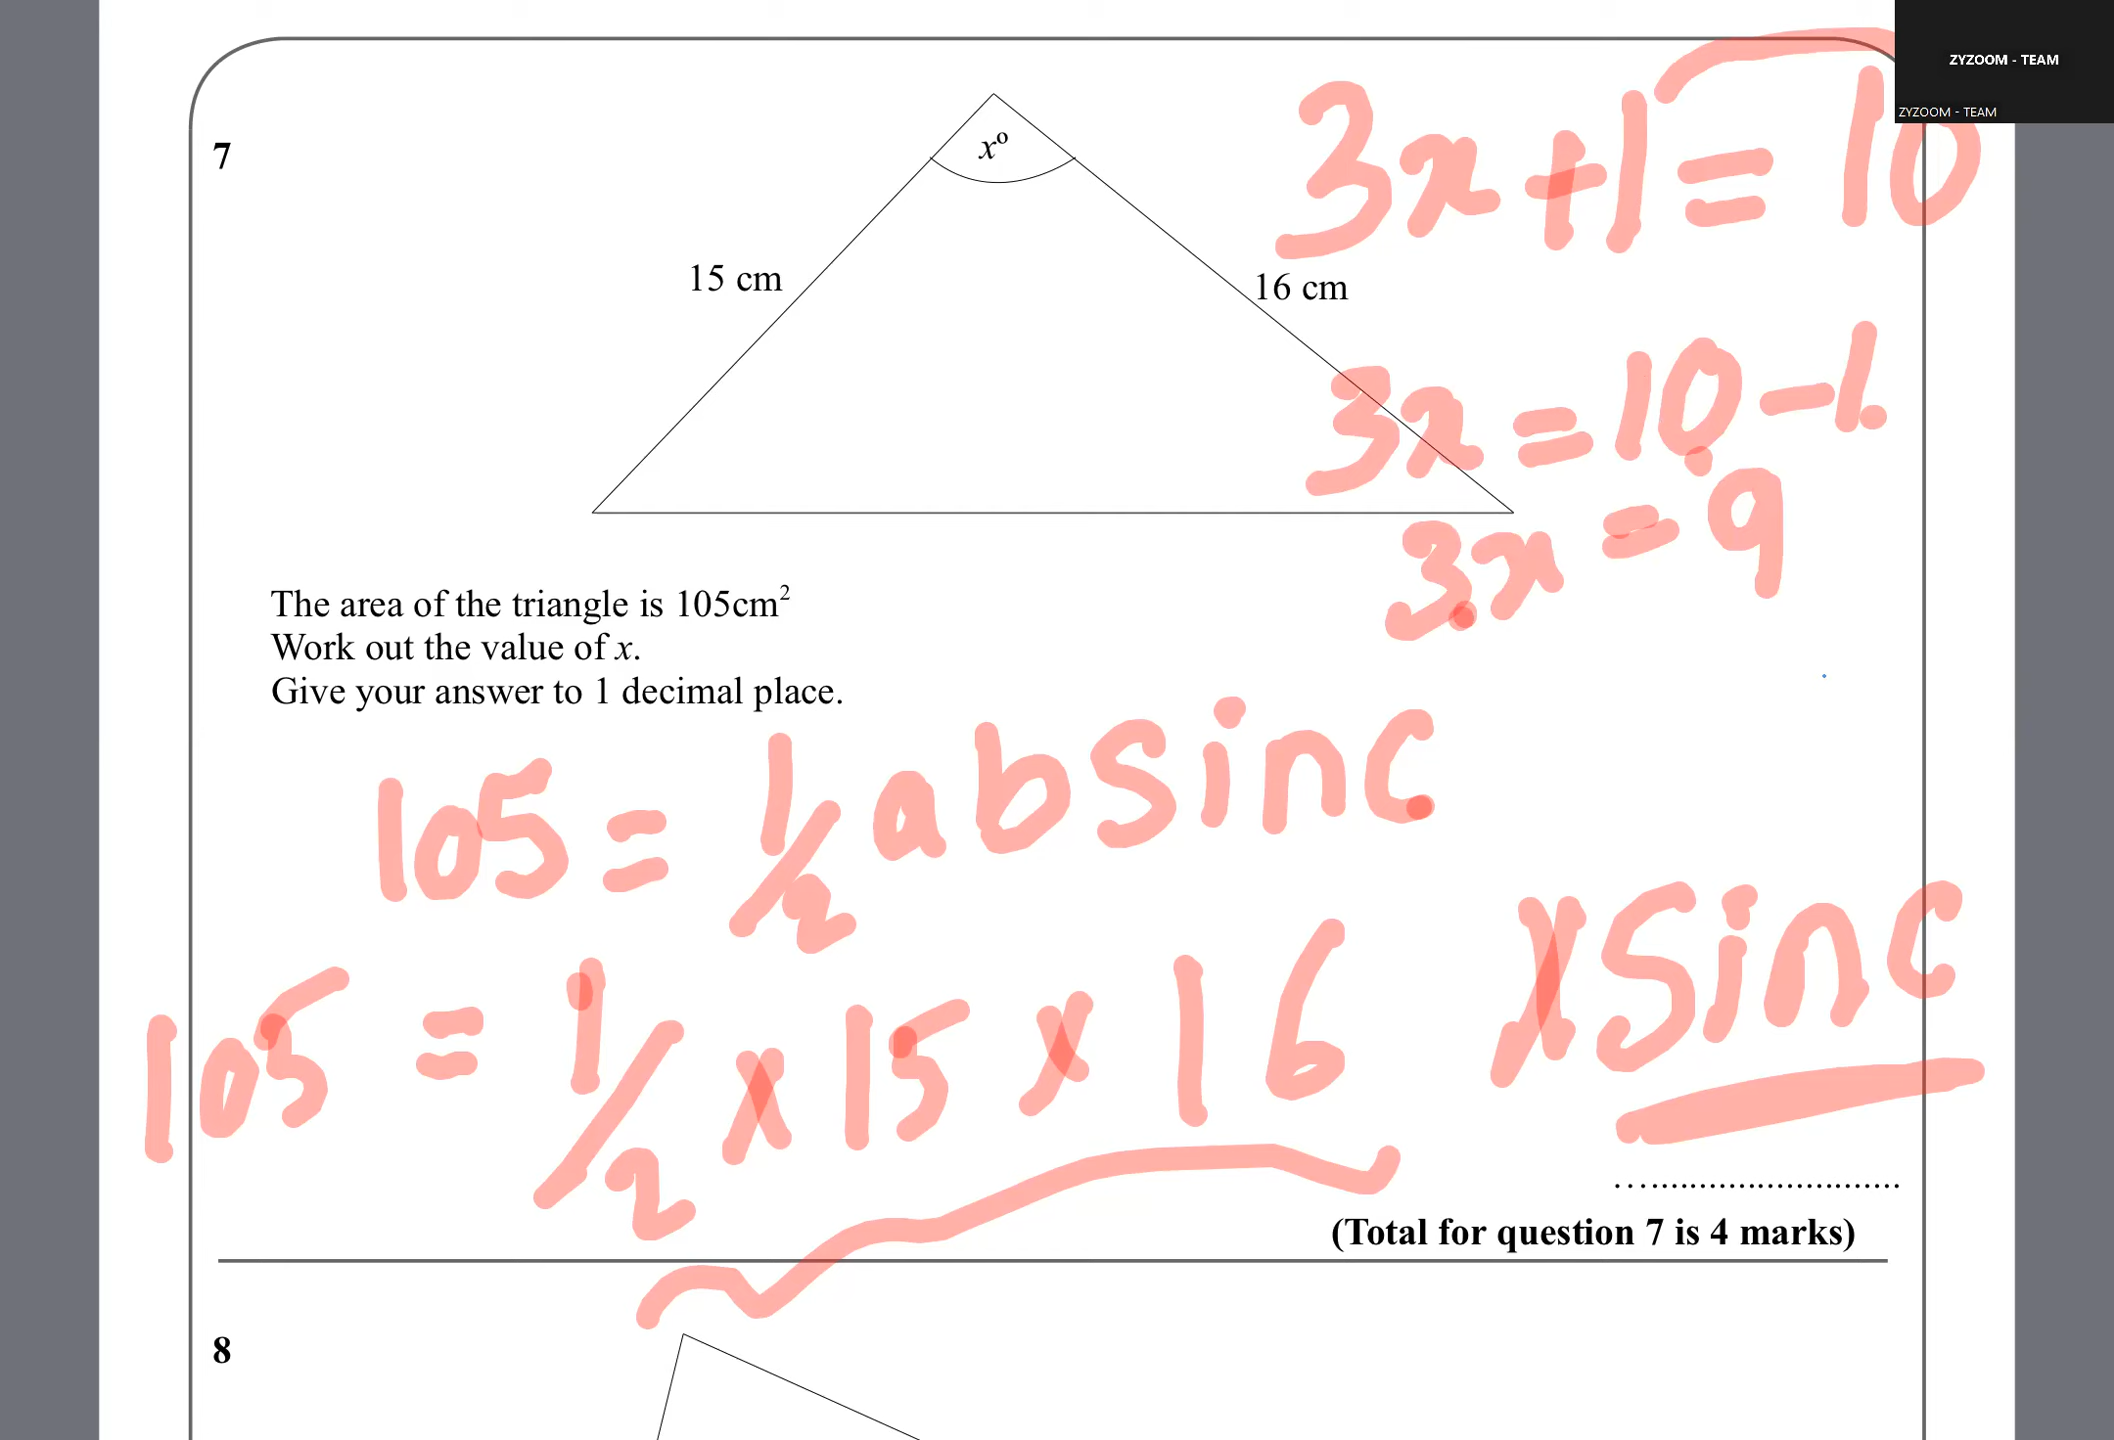 ZYZOOM - TEAM
ZYZOOM - TEAM
7
xº
3x+1=10
15 cm
16 cm
3x=10-1
3x=9
The area of the triangle is 105cm²
Work out the value of x.
Give your answer to 1 decimal place.
105=1/2absinc
105=1/2x15x16 xsinc
.............................
(Total for question 7 is 4 marks)
8